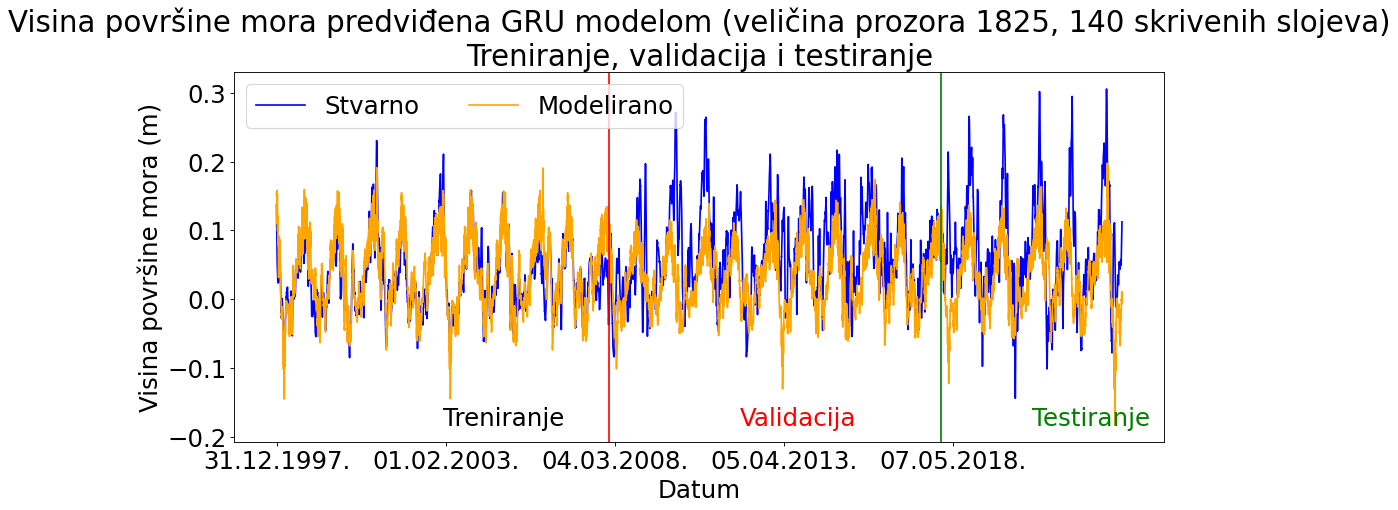 Visina površine mora predviđena GRU modelom (veličina prozora 1825, 140 skrivenih slojeva)
Treniranje, validacija i testiranje
Stvarno Modelirano
Visina površine mora (m)
0.3
0.2
0.1
0.0
−0.1
−0.2
Treniranje Validacija Testiranje
31.12.1997. 01.02.2003. 04.03.2008. 05.04.2013. 07.05.2018.
Datum